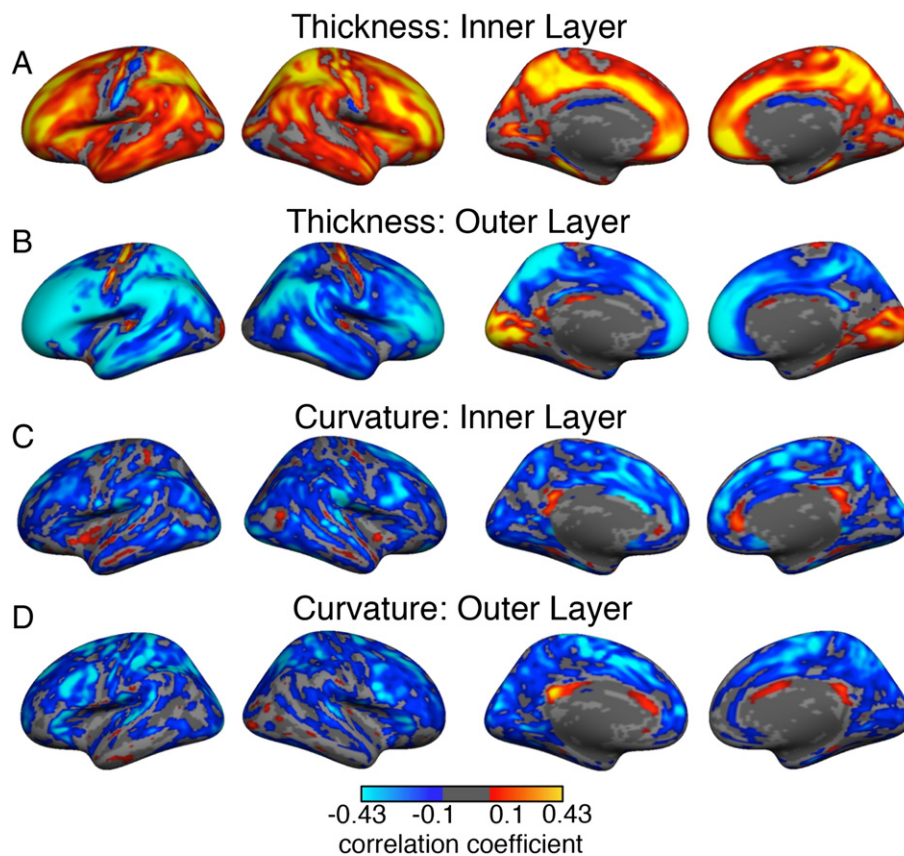 Thickness: Inner Layer
A
Thickness: Outer Layer
B
Curvature: Inner Layer
C
Curvature: Outer Layer
D
-0.43 -0.1 0.1 0.43
correlation coefficient